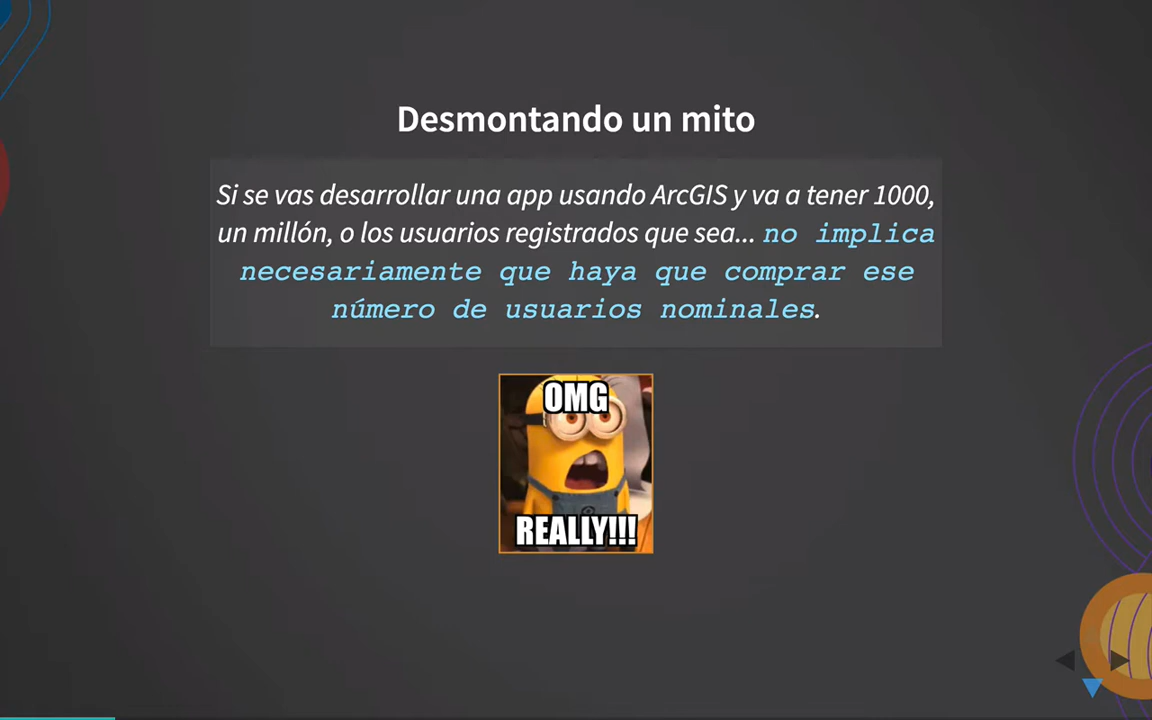 Desmontando un mito
Si se vas desarrollar una app usando ArcGIS y va a tener 1000,
un millón, o los usuarios registrados que sea... no implica
necesariamente que haya que comprar ese
número de usuarios nominales.
OMG
REALLY!!!